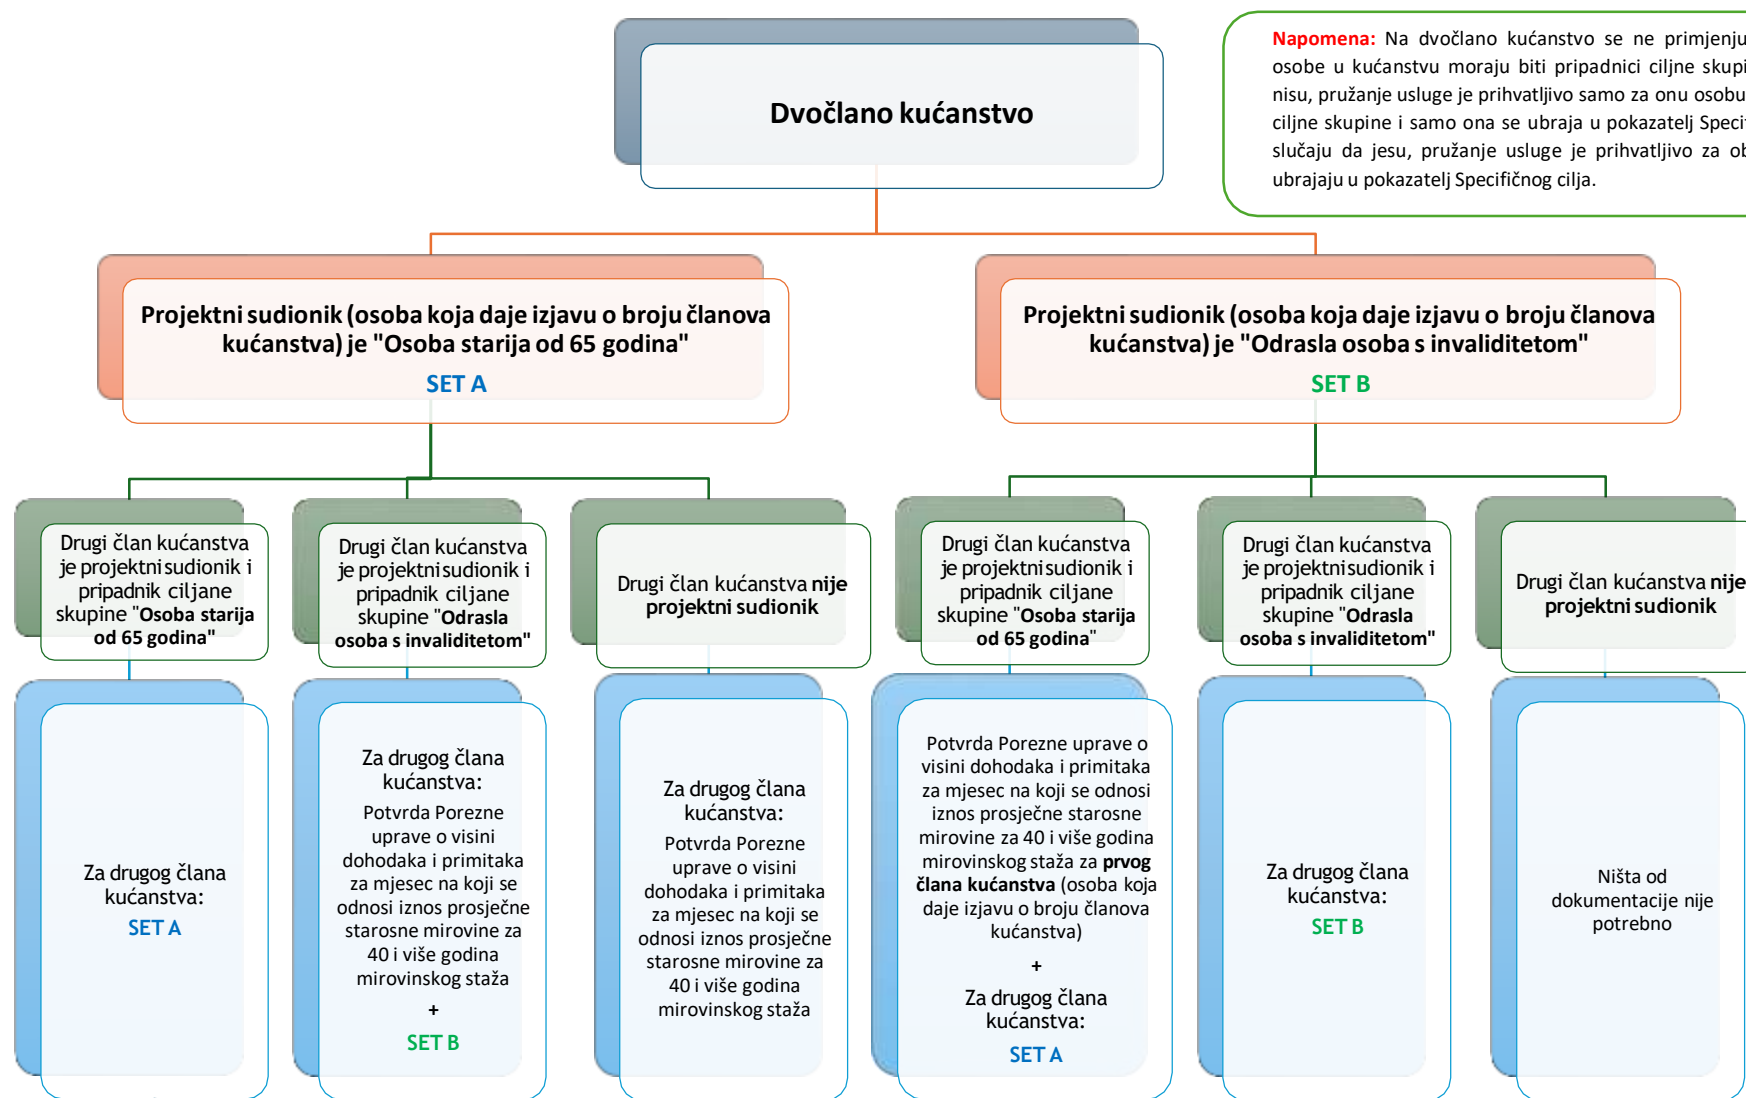 Dvočlano kućanstvo
Napomena: Na dvočlano kućanstvo se ne primjenju
osobe u kućanstvu moraju biti pripadnici ciljne skupi
nisu, pružanje usluge je prihvatljivo samo za onu osobu
ciljne skupine i samo ona se ubraja u pokazatelj Speci
slučaju da jesu, pružanje usluge je prihvatljivo za ob
ubrajaju u pokazatelj Specifičnog cilja.
Projektni sudionik (osoba koja daje izjavu o broju članova
kućanstva) je "Osoba starija od 65 godina"
SET A
Projektni sudionik (osoba koja daje izjavu o broju članova
kućanstva) je "Odrasla osoba s invaliditetom"
SET B
Drugi član kućanstva
je projektni sudionik i
pripadnik ciljane
skupine "Osoba starija
od 65 godina"
Drugi član kućanstva
je projektni sudionik i
pripadnik ciljane
skupine "Odrasla
osoba s invaliditetom"
Drugi član kućanstva nije
projektni sudionik
Drugi član kućanstva
je projektni sudionik i
pripadnik ciljane
skupine "Osoba starija
od 65 godina"
Drugi član kućanstva
je projektni sudionik i
pripadnik ciljane
skupine "Odrasla
osoba s invaliditetom"
Drugi član kućanstva nije
projektni sudionik
Za drugog člana
kućanstva:
SET A
Za drugog člana
kućanstva:
Potvrda Porezne
uprave o visini
dohodaka i primitaka
za mjesec na koji se
odnosi iznos prosječne
starosne mirovine za
40 i više godina
mirovinskog staža
+
SET B
Za drugog člana
kućanstva:
Potvrda Porezne
uprave o visini
dohodaka i primitaka
za mjesec na koji se
odnosi iznos prosječne
starosne mirovine za
40 i više godina
mirovinskog staža
Potvrda Porezne uprave o
visini dohodaka i primitaka
za mjesec na koji se odnosi
iznos prosječne starosne
mirovine za 40 i više godina
mirovinskog staža za prvog
člana kućanstva (osoba koja
daje izjavu o broju članova
kućanstva)
+
Za drugog člana
kućanstva:
SET A
Za drugog člana
kućanstva:
SET B
Ništa od
dokumentacije nije
potrebno